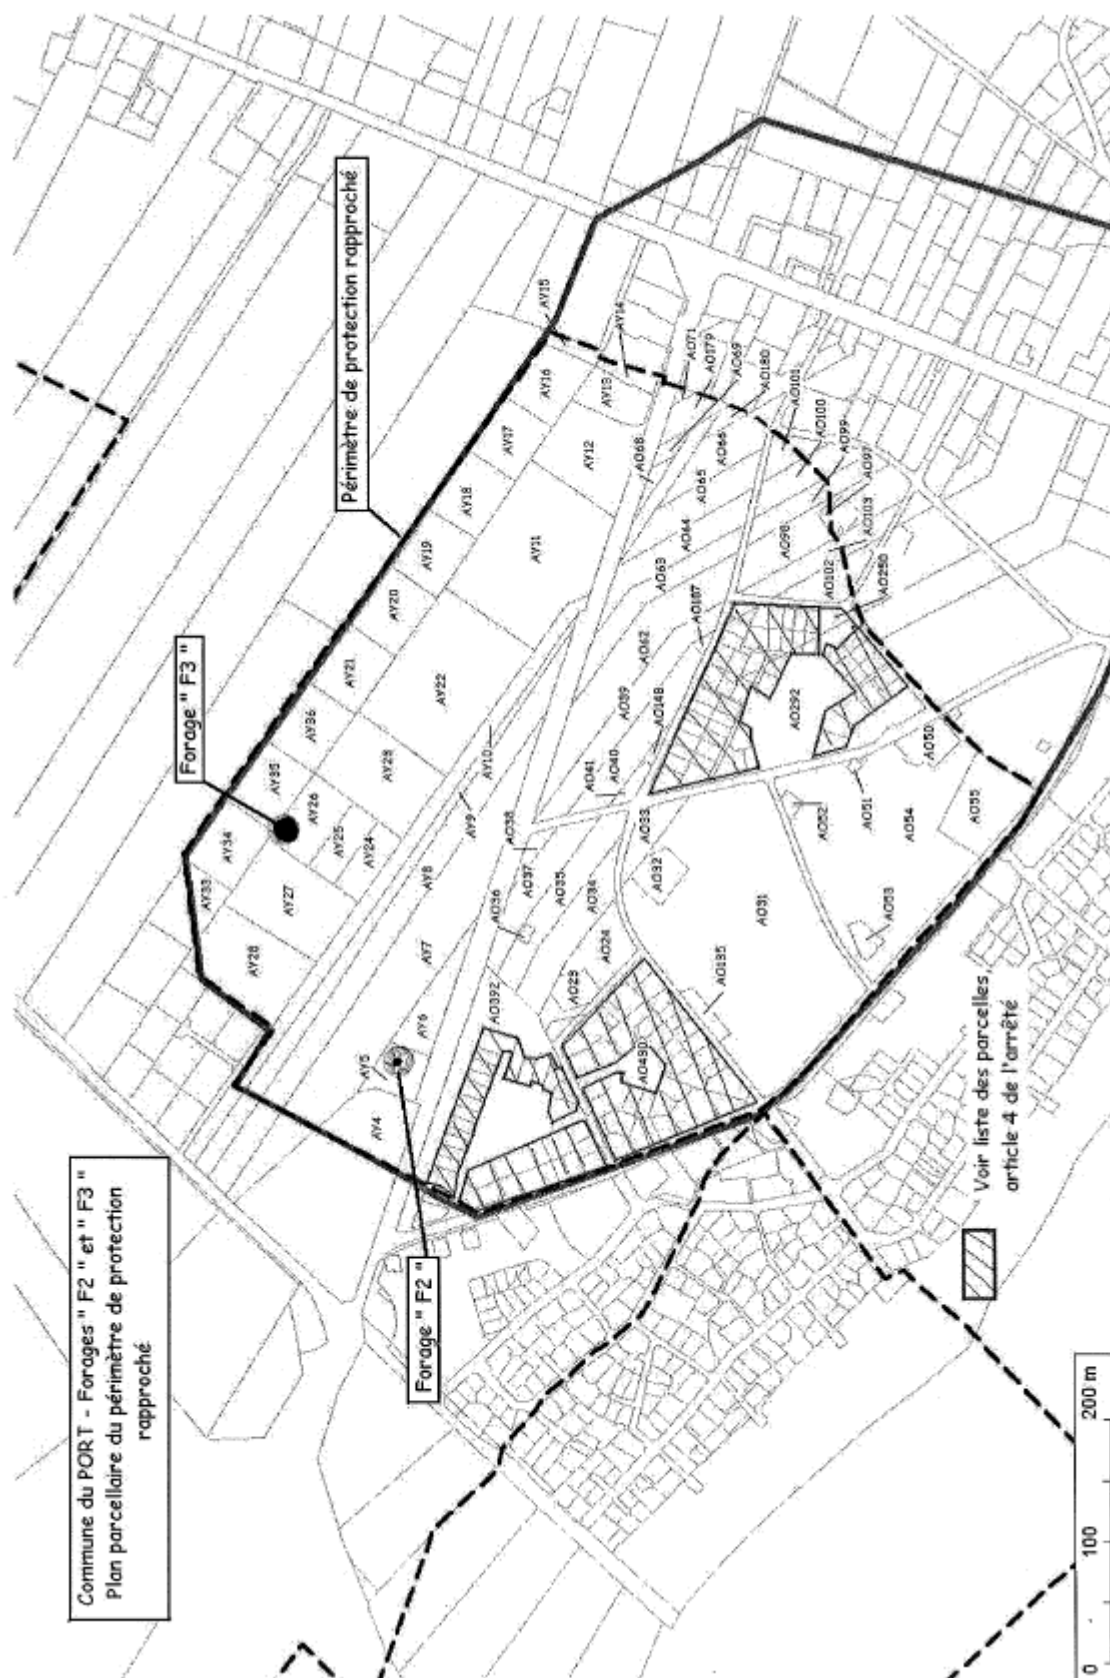 Commune du PORT - Forages " F2 " et " F3 "
Plan parcellaire du périmètre de protection
rapproché
Périmètre de protection rapproché
Forage " F3 "
Forage " F2 "
AY15
AY14
AY16
AY13
AY17
AY12
AY18
AY11
AY19
AY20
AY21
AY22
AY36
AY35
AY26
AY25
AY24
AY34
AY33
AY27
AY28
AY10
AY9
AY8
AY7
AY6
AY5
AY4
AO71
AO179
AO69
AO180
AO101
AO100
AO99
AO97
AO103
AO68
AO66
AO65
AO64
AO63
AO98
AO102
AO250
AO187
AO62
AO39
AO148
AO292
AO41
AO40
AO38
AO37
AO36
AO35
AO34
AO33
AO32
AO24
AO23
AO392
AO31
AO135
AO50
AO51
AO52
AO53
AO54
AO55
Voir liste des parcelles,
article 4 de l'arrêté
0
100
200 m